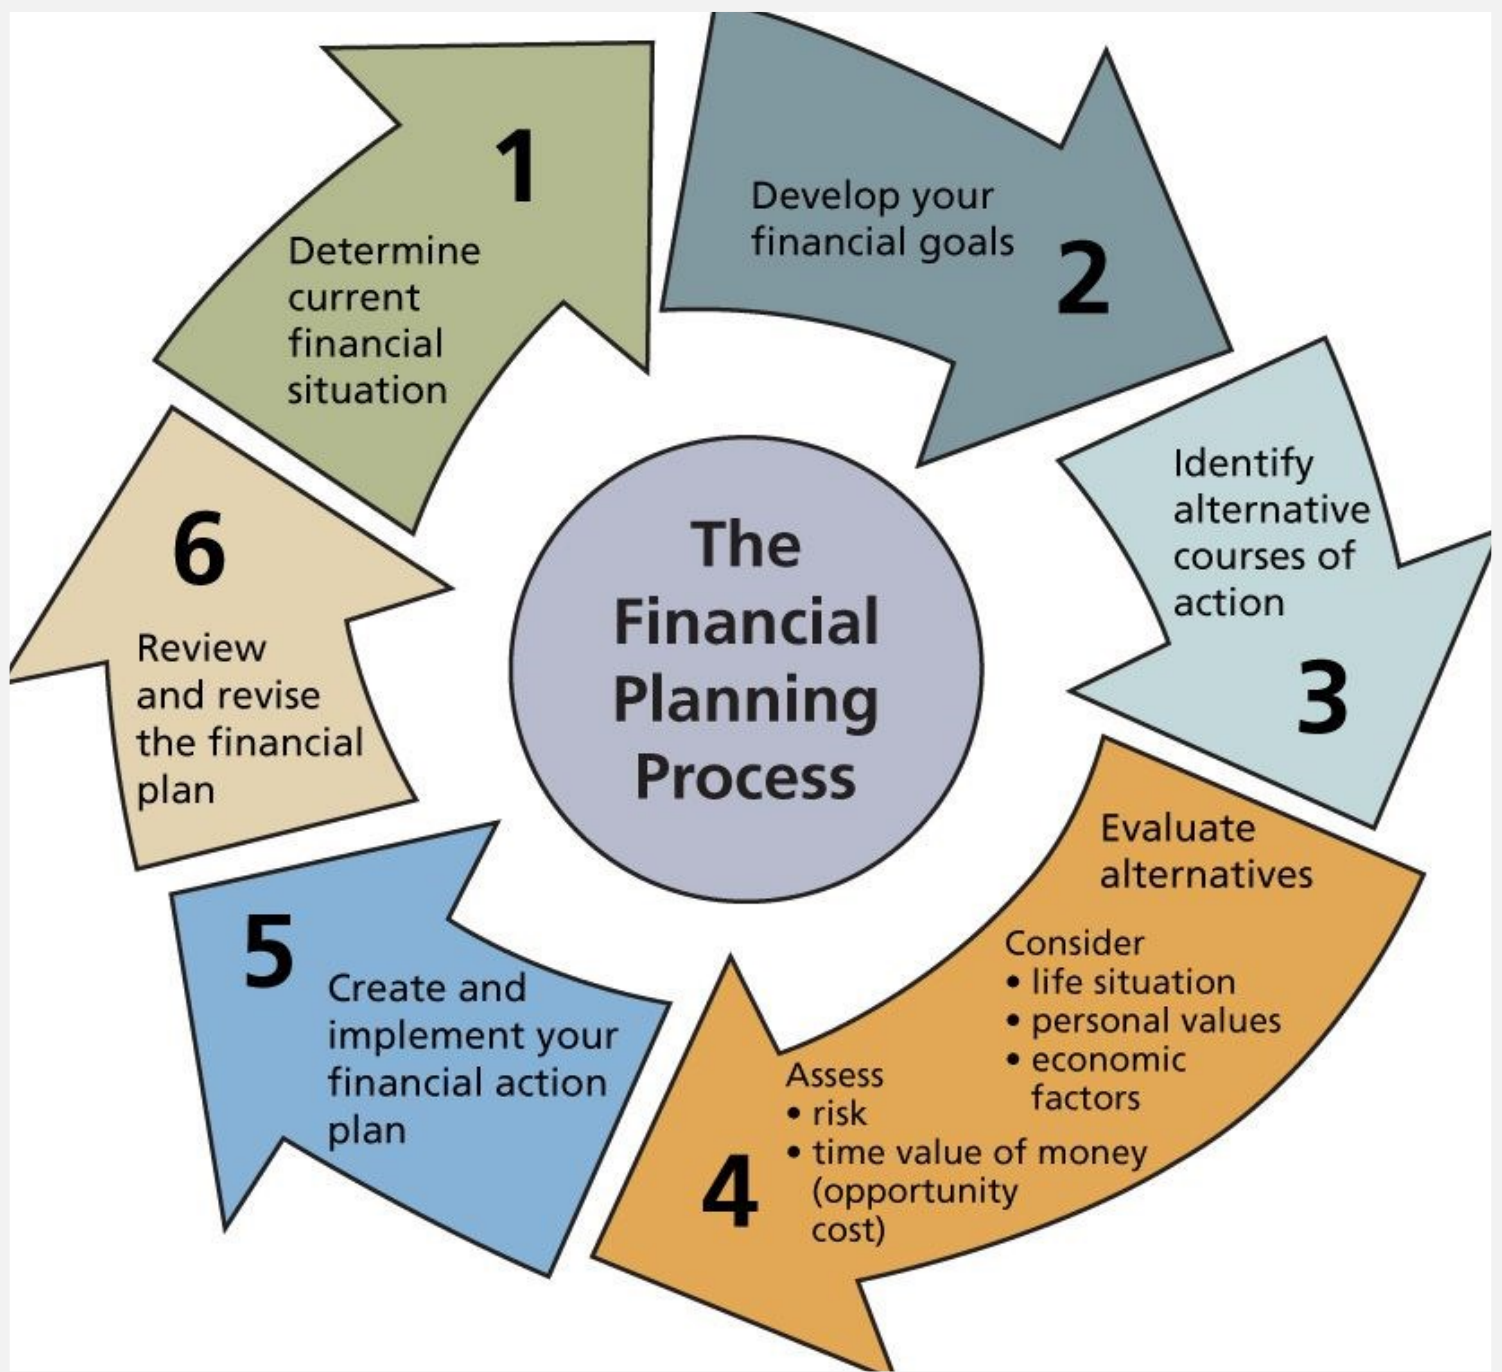 The
Financial
Planning
Process
1
Determine
current
financial
situation
Develop your
financial goals
2
Identify
alternative
courses of
action
3
Evaluate
alternatives
Consider
• life situation
• personal values
• economic
factors
Assess
• risk
• time value of money
(opportunity
cost)
4
5
Create and
implement your
financial action
plan
6
Review
and revise
the financial
plan